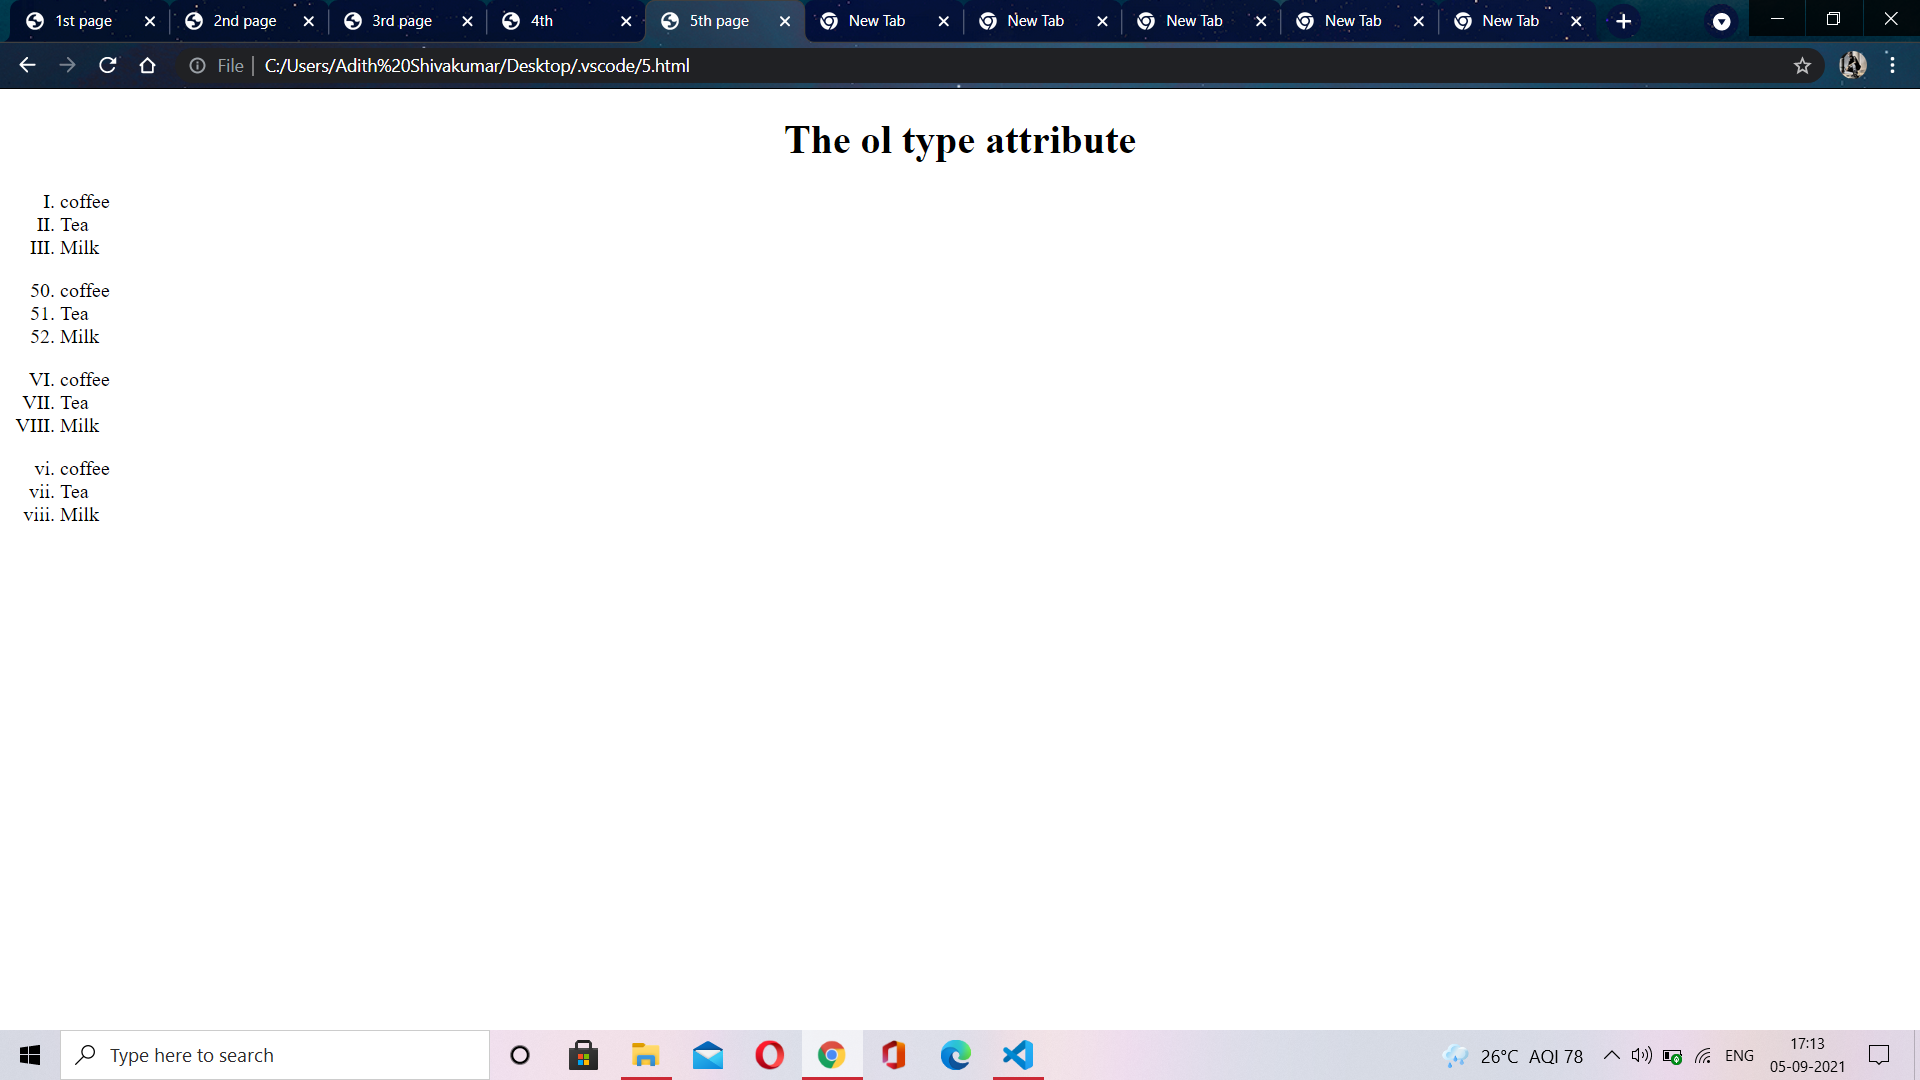 1st page
2nd page
3rd page
4th
5th page
New Tab
New Tab
New Tab
New Tab
New Tab
File
C:/Users/Adith%20Shivakumar/Desktop/.vscode/5.html
The ol type attribute
I. coffee
II. Tea
III. Milk
50. coffee
51. Tea
52. Milk
VI. coffee
VII. Tea
VIII. Milk
vi. coffee
vii. Tea
viii. Milk
Type here to search
26°C AQI 78
ENG
17:13
05-09-2021